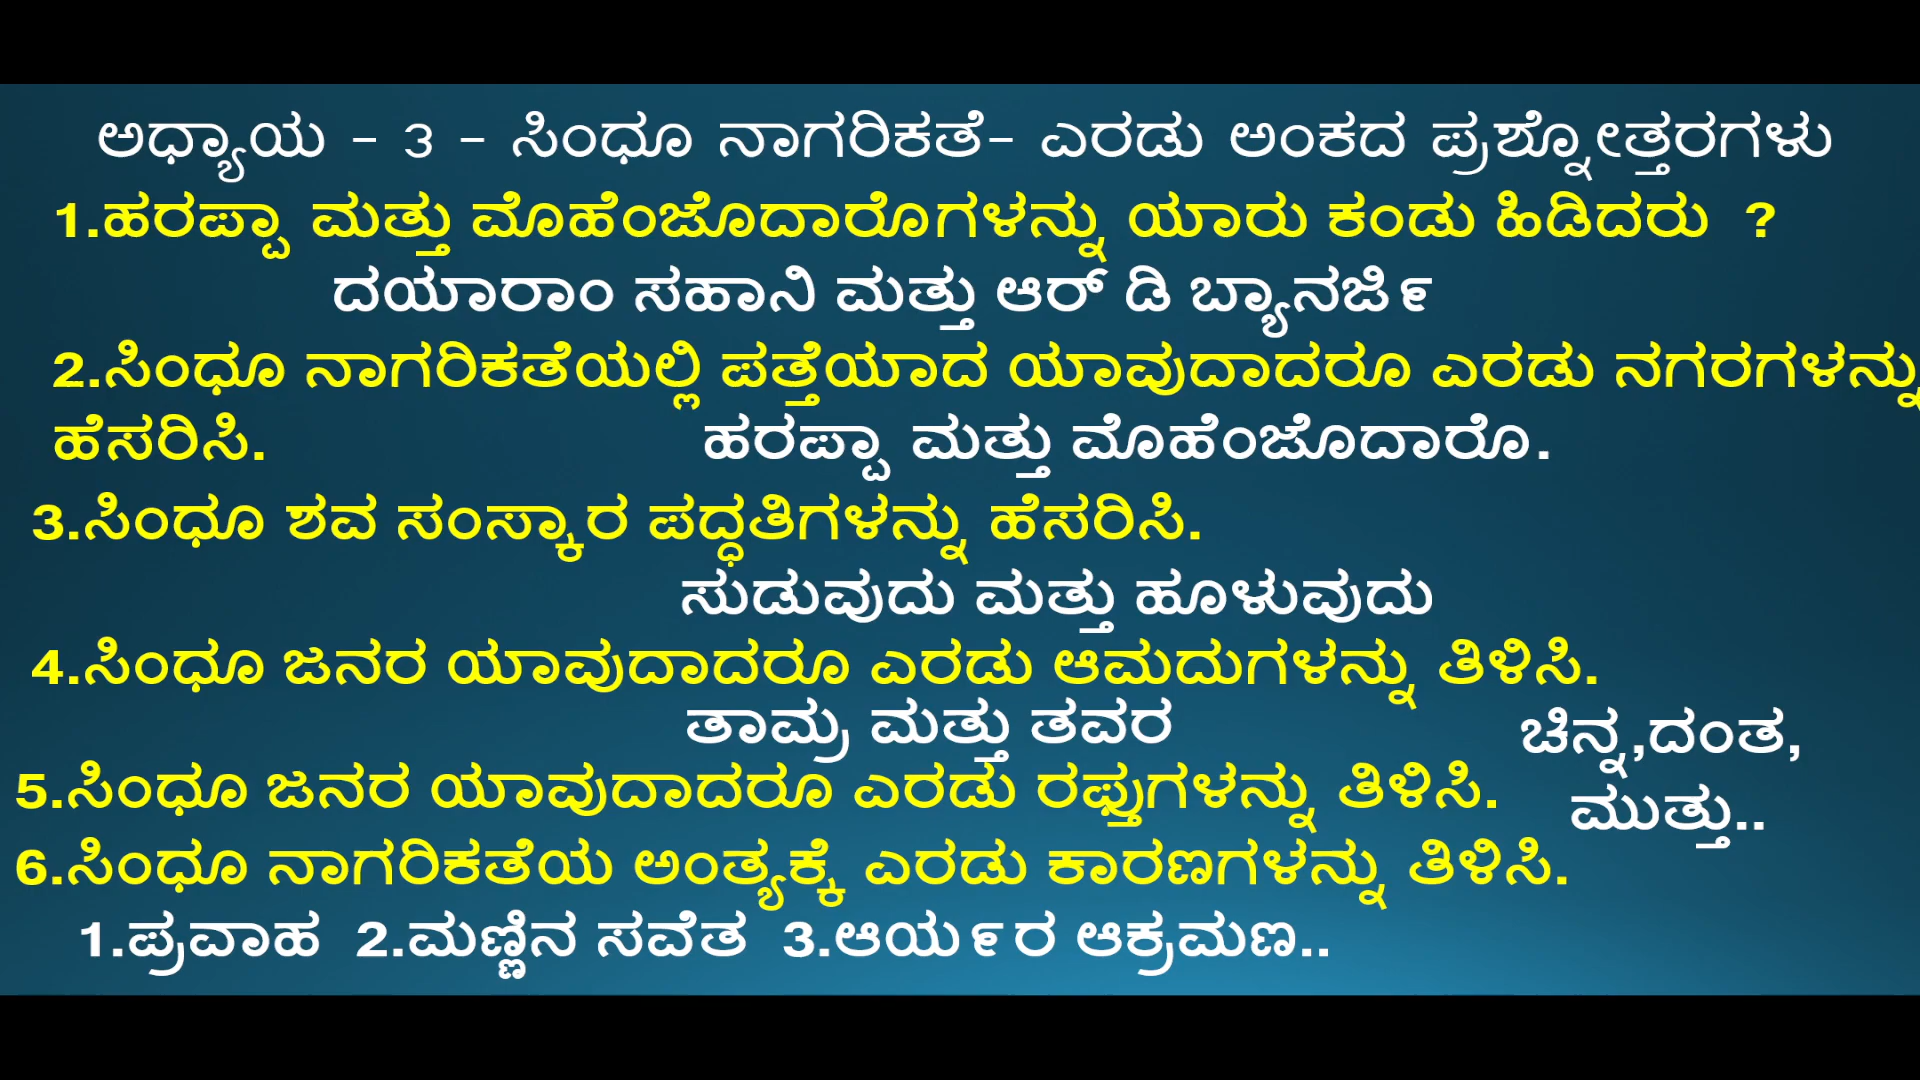 ಅಧ್ಯಾಯ - 3 - ಸಿಂಧೂ ನಾಗರಿಕತೆ- ಎರಡು ಅಂಕದ ಪ್ರಶ್ನೋತ್ತರಗಳು
1.ಹರಪ್ಪಾ ಮತ್ತು ಮೊಹೆಂಜೊದಾರೊಗಳನ್ನು ಯಾರು ಕಂಡು ಹಿಡಿದರು ?
ದಯಾರಾಂ ಸಹಾನಿ ಮತ್ತು ಆರ್ ಡಿ ಬ್ಯಾನರ್ಜಿ
2.ಸಿಂಧೂ ನಾಗರಿಕತೆಯಲ್ಲಿ ಪತ್ತೆಯಾದ ಯಾವುದಾದರೂ ಎರಡು ನಗರಗಳನ್ನು
ಹೆಸರಿಸಿ. ಹರಪ್ಪಾ ಮತ್ತು ಮೊಹೆಂಜೊದಾರೊ.
3.ಸಿಂಧೂ ಶವ ಸಂಸ್ಕಾರ ಪದ್ಧತಿಗಳನ್ನು ಹೆಸರಿಸಿ.
ಸುಡುವುದು ಮತ್ತು ಹೂಳುವುದು
4.ಸಿಂಧೂ ಜನರ ಯಾವುದಾದರೂ ಎರಡು ಆಮದುಗಳನ್ನು ತಿಳಿಸಿ.
ತಾಮ್ರ ಮತ್ತು ತವರ
5.ಸಿಂಧೂ ಜನರ ಯಾವುದಾದರೂ ಎರಡು ರಫ್ತುಗಳನ್ನು ತಿಳಿಸಿ.
ಚಿನ್ನ,ದಂತ,
ಮುತ್ತು..
6.ಸಿಂಧೂ ನಾಗರಿಕತೆಯ ಅಂತ್ಯಕ್ಕೆ ಎರಡು ಕಾರಣಗಳನ್ನು ತಿಳಿಸಿ.
1.ಪ್ರವಾಹ 2.ಮಣ್ಣಿನ ಸವೆತ 3.ಆರ್ಯರ ಆಕ್ರಮಣ..